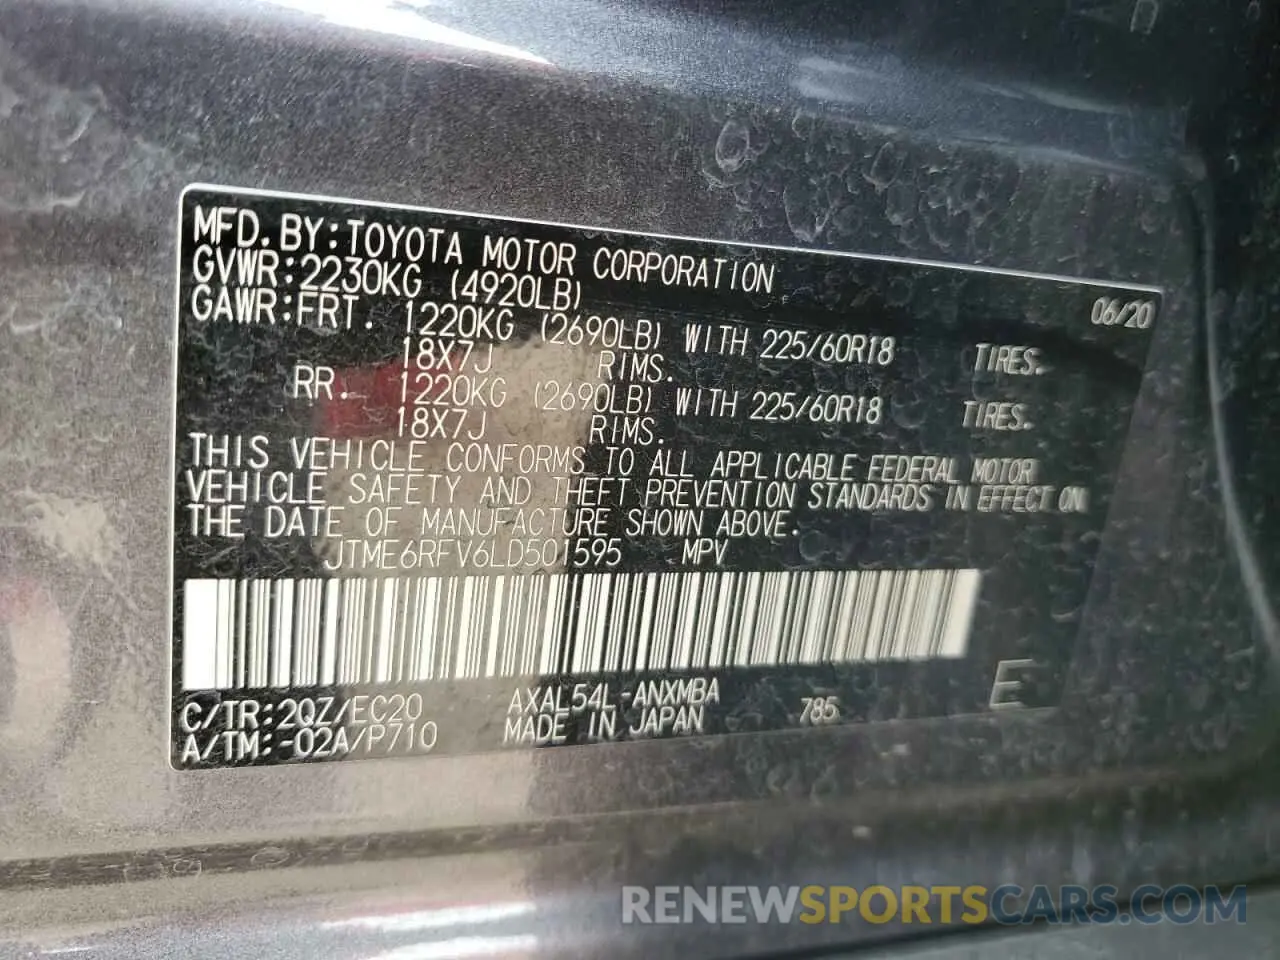 MFD.BY:TOYOTA MOTOR CORPORATION
06/20
GVWR:2230KG (4920LB)
GAWR:FRT. 1220KG (2690LB) WITH 225/60R18 TIRES.
18X7J RIMS.
RR. 1220KG (2690LB) WITH 225/60R18 TIRES.
18X7J RIMS.
THIS VEHICLE CONFORMS TO ALL APPLICABLE FEDERAL MOTOR
VEHICLE SAFETY AND THEFT PREVENTION STANDARDS IN EFFECT ON
THE DATE OF MANUFACTURE SHOWN ABOVE.
JTME6RFV6LD501595 MPV
C/TR:2QZ/EC20 AXAL54L-ANXMBA 785 E
A/TM:-02A/P710 MADE IN JAPAN
RENEWSPORTSCARS.COM